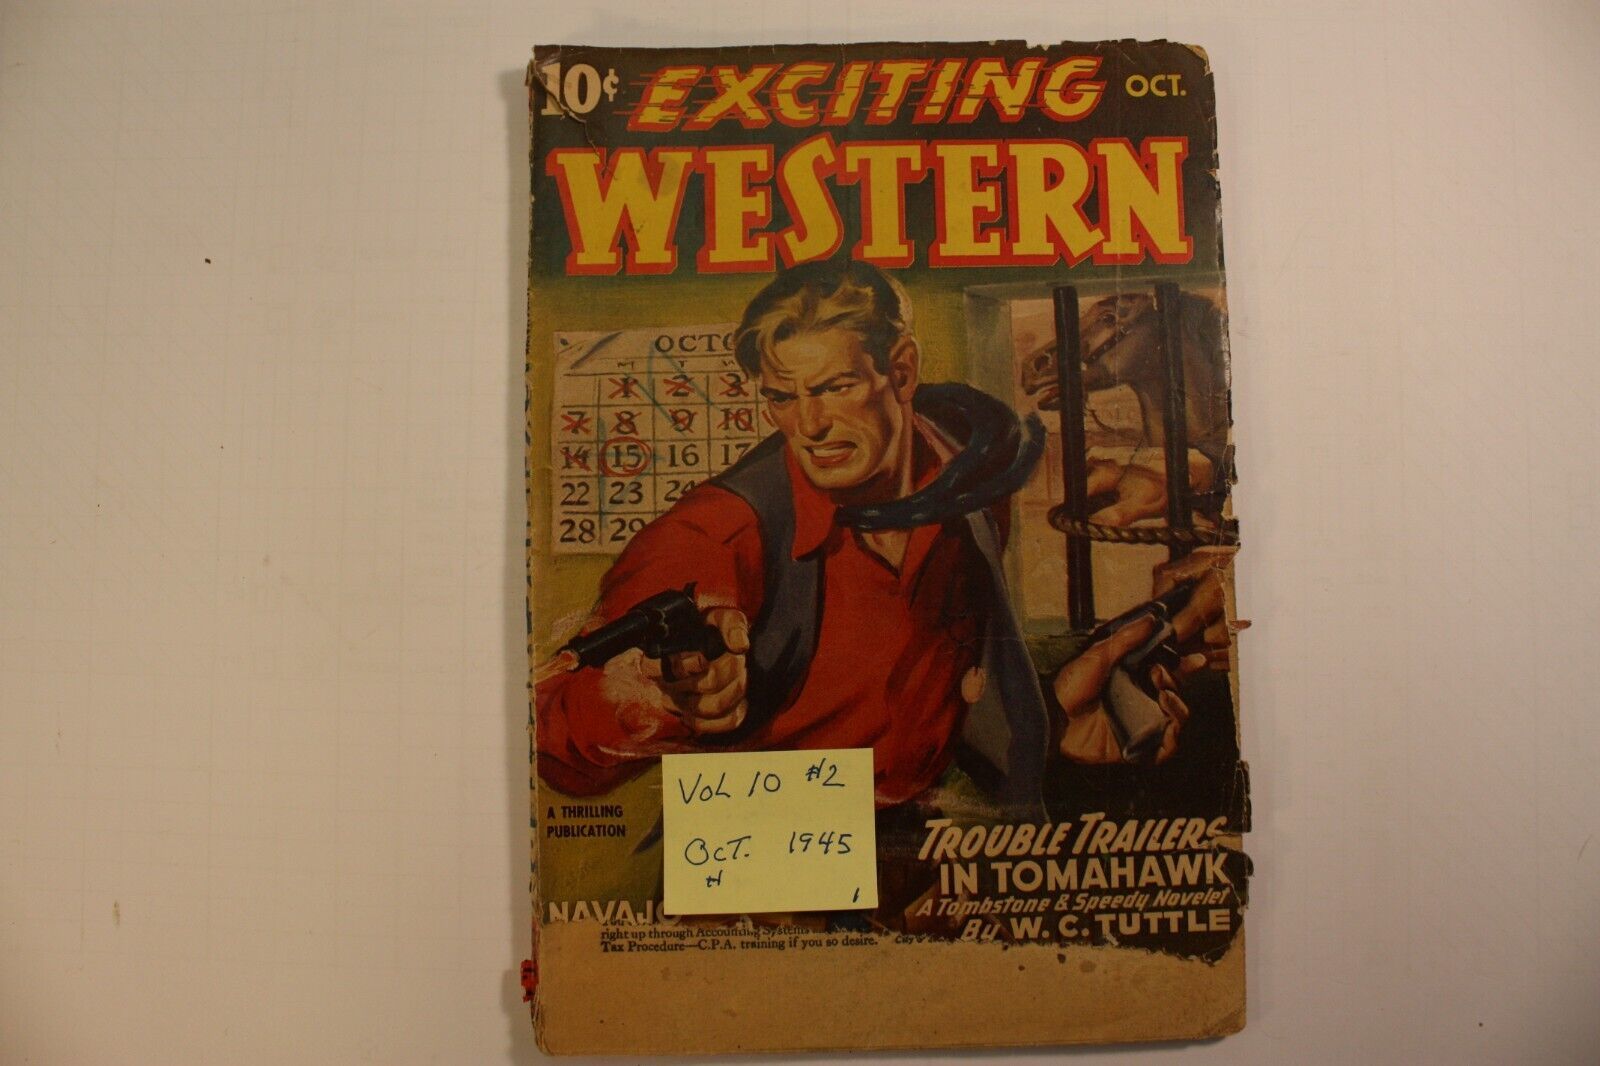 10¢ EXCITING OCT.
WESTERN
OCTO
M T W
1 2 3
7 8 9 10
14 15 16 17
22 23 24
28 29
A THRILLING
PUBLICATION
VOL 10 #2
OCT. 1945
TROUBLE TRAILERS
IN TOMAHAWK
A Tombstone & Speedy Novelet
By W. C. TUTTLE
NAVAJO
right up through Accounting Systems
Tax Procedure—C.P.A. training if you so desire.